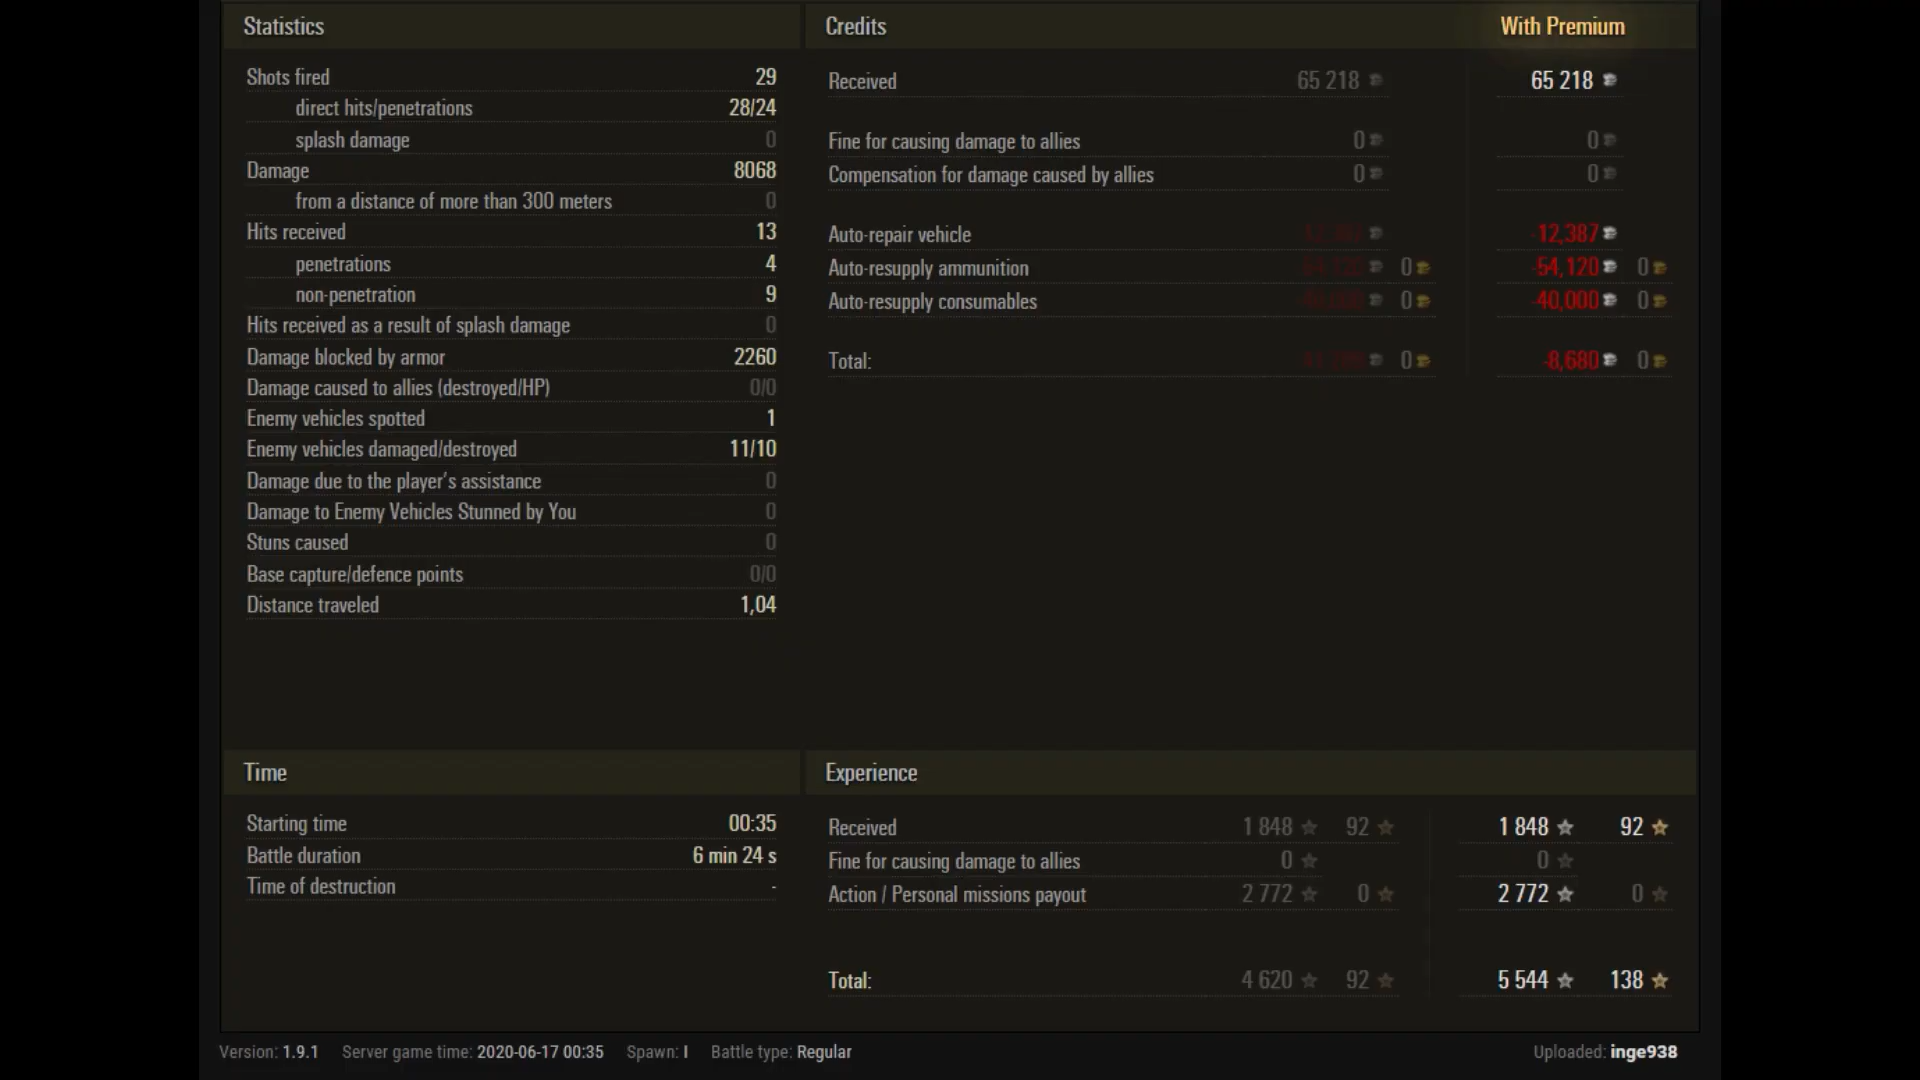 Statistics
Shots fired 29
direct hits/penetrations 28/24
splash damage 0
Damage 8068
from a distance of more than 300 meters 0
Hits received 13
penetrations 4
non-penetration 9
Hits received as a result of splash damage 0
Damage blocked by armor 2260
Damage caused to allies (destroyed/HP) 0/0
Enemy vehicles spotted 1
Enemy vehicles damaged/destroyed 11/10
Damage due to the player's assistance 0
Damage to Enemy Vehicles Stunned by You 0
Stuns caused 0
Base capture/defence points 0/0
Distance traveled 1,04
Credits With Premium
Received 65 218 65 218
Fine for causing damage to allies 0 0
Compensation for damage caused by allies 0 0
Auto-repair vehicle -12,387
Auto-resupply ammunition 0 -54,120 0
Auto-resupply consumables 0 -40,000 0
Total: 0 -8,680 0
Time
Starting time 00:35
Battle duration 6 min 24 s
Time of destruction -
Experience
Received 1 848 92 1 848 92
Fine for causing damage to allies 0 0
Action / Personal missions payout 2 772 0 2 772 0
Total: 4 620 92 5 544 138
Version: 1.9.1 Server game time: 2020-06-17 00:35 Spawn: I Battle type: Regular Uploaded: inge938